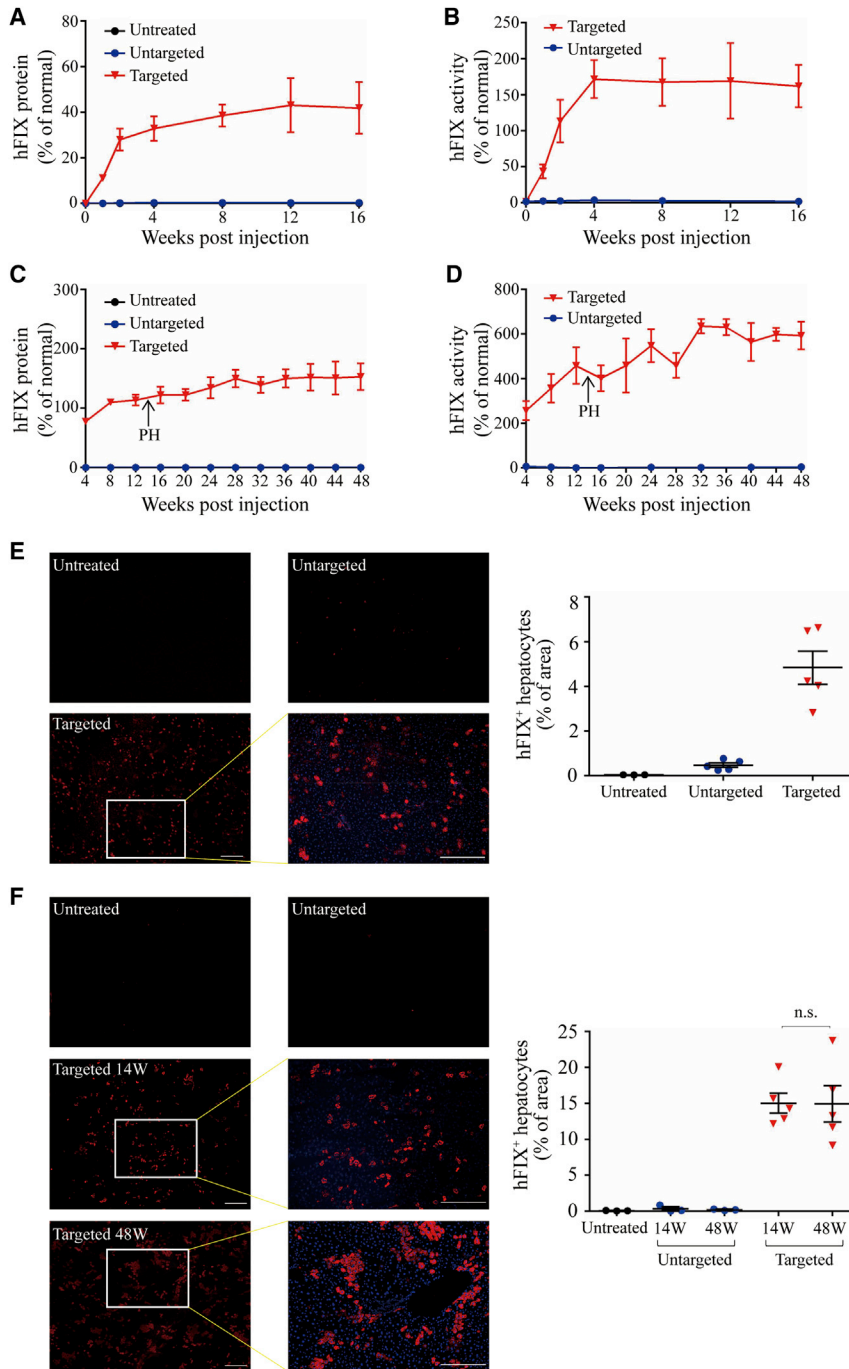 A
hFIX protein
(% of normal)
80
60
40
20
0
Untreated
Untargeted
Targeted
0 4 8 12 16
Weeks post injection
B
hFIX activity
(% of normal)
250
200
150
100
50
0
Targeted
Untargeted
0 4 8 12 16
Weeks post injection
C
hFIX protein
(% of normal)
300
200
100
0
Untreated
Untargeted
Targeted
PH
4 8 12 16 20 24 28 32 36 40 44 48
Weeks post injection
D
hFIX activity
(% of normal)
800
600
400
200
0
Targeted
Untargeted
PH
4 8 12 16 20 24 28 32 36 40 44 48
Weeks post injection
E
Untreated
Untargeted
Targeted
hFIX⁺ hepatocytes
(% of area)
8
6
4
2
0
Untreated Untargeted Targeted
F
Untreated
Untargeted
Targeted 14W
Targeted 48W
hFIX⁺ hepatocytes
(% of area)
25
20
15
10
5
0
n.s.
Untreated 14W 48W 14W 48W
Untargeted Targeted